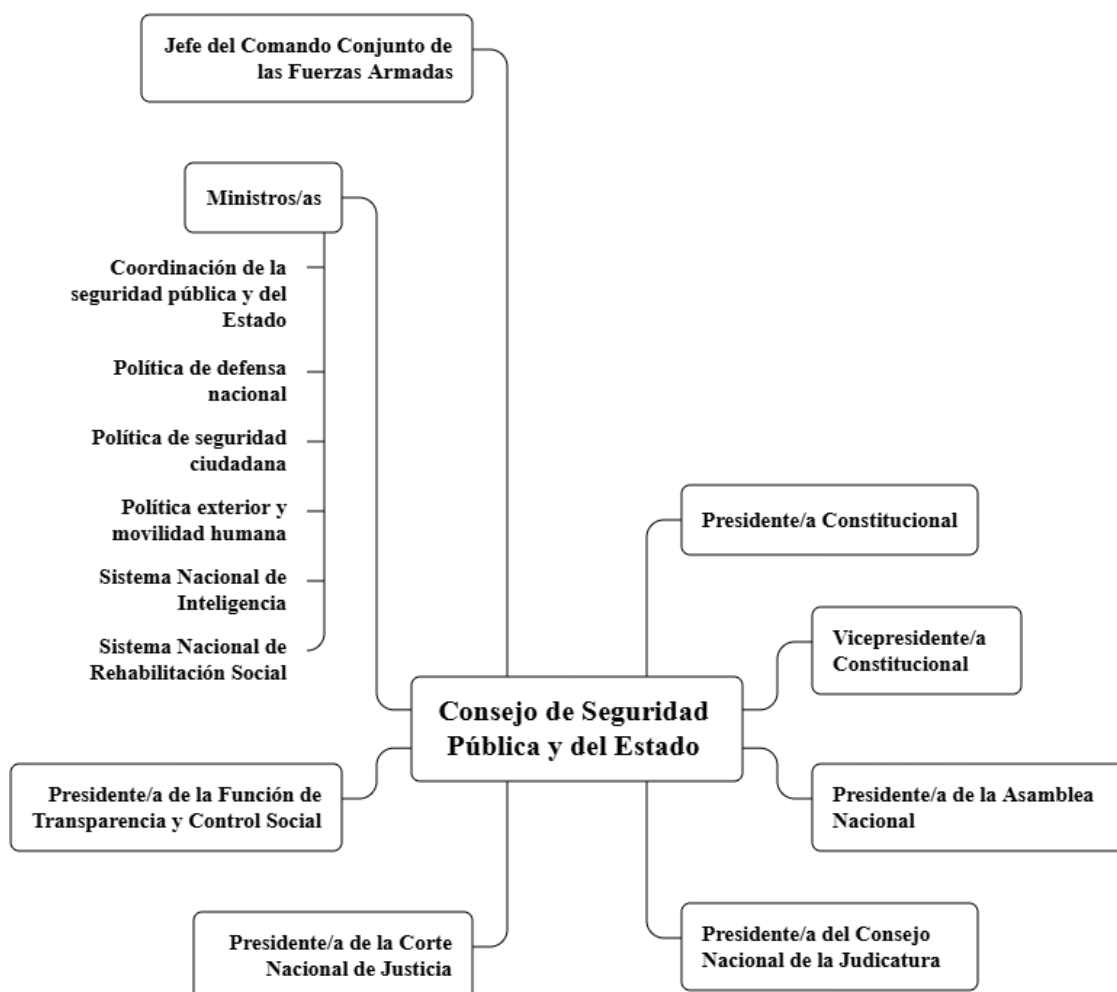 Jefe del Comando Conjunto de
las Fuerzas Armadas
Ministros/as
Coordinación de la
seguridad pública y del
Estado
Política de defensa
nacional
Política de seguridad
ciudadana
Política exterior y
movilidad humana
Sistema Nacional de
Inteligencia
Sistema Nacional de
Rehabilitación Social
Presidente/a Constitucional
Vicepresidente/a
Constitucional
Consejo de Seguridad
Pública y del Estado
Presidente/a de la Función de
Transparencia y Control Social
Presidente/a de la Asamblea
Nacional
Presidente/a de la Corte
Nacional de Justicia
Presidente/a del Consejo
Nacional de la Judicatura